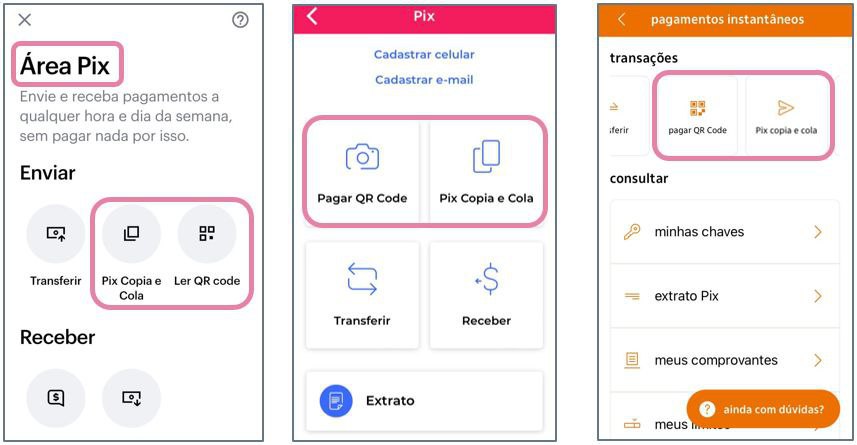 Área Pix
Envie e receba pagamentos a
qualquer hora e dia da semana,
sem pagar nada por isso.
Enviar
Transferir
Pix Copia e
Cola
Ler QR code
Receber
Pix
Cadastrar celular
Cadastrar e-mail
Pagar QR Code
Pix Copia e Cola
Transferir
Receber
Extrato
pagamentos instantâneos
transações
sferir
pagar QR Code
Pix copia e cola
consultar
minhas chaves
extrato Pix
meus comprovantes
meus limites
ainda com dúvidas?